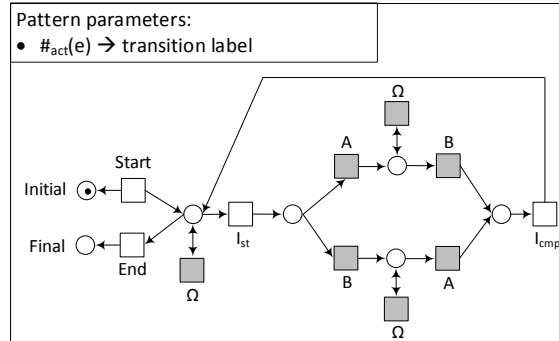 Pattern parameters:
• #act(e) → transition label
Ω
A
B
Start
Initial
Final
End
Ist
Icmp
Ω
B
A
Ω